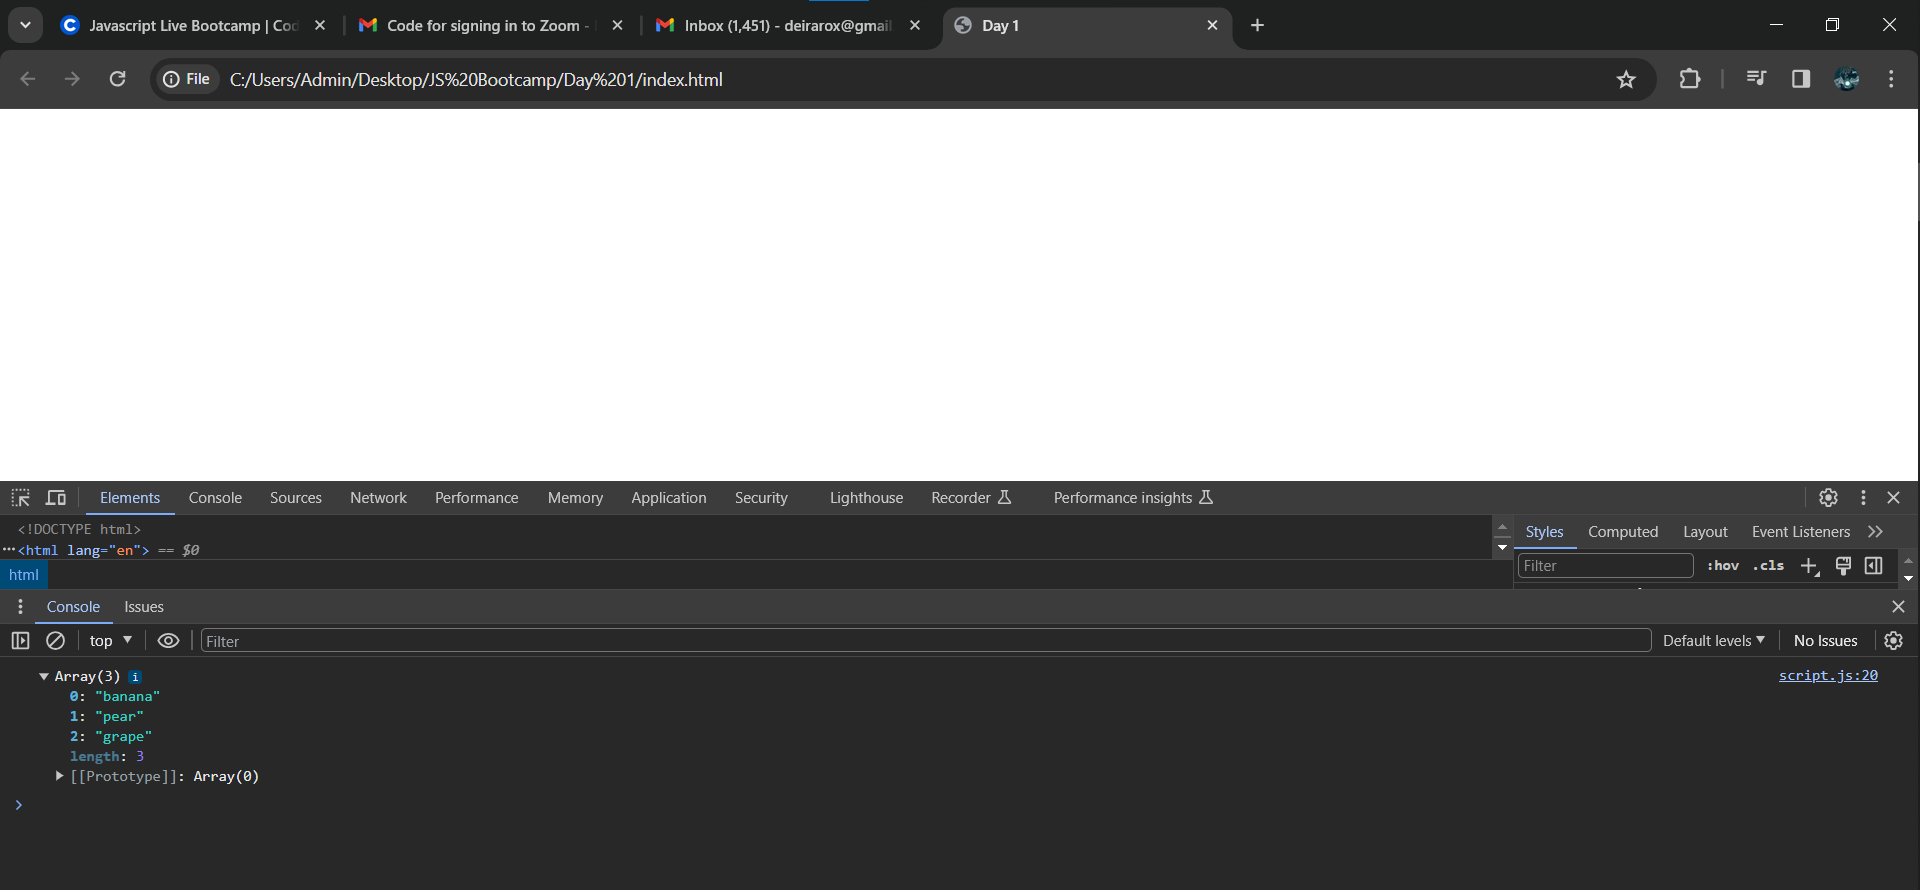 Javascript Live Bootcamp | Cod
Code for signing in to Zoom -
Inbox (1,451) - deirarox@gmail
Day 1
File
C:/Users/Admin/Desktop/JS%20Bootcamp/Day%201/index.html
Elements Console Sources Network Performance Memory Application Security Lighthouse Recorder Performance insights
<!DOCTYPE html>
<html lang="en"> == $0
html
Styles Computed Layout Event Listeners
Filter :hov .cls
Console Issues
top Filter Default levels No Issues
Array(3) i script.js:20
0: "banana"
1: "pear"
2: "grape"
length: 3
[[Prototype]]: Array(0)